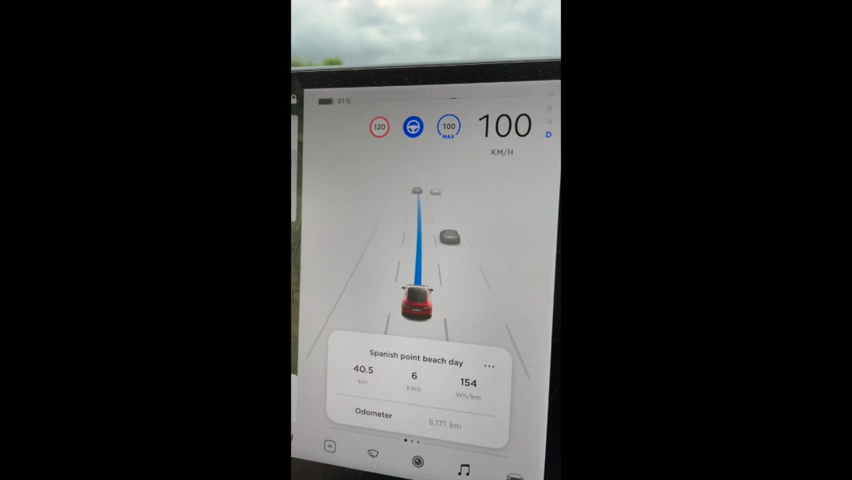 81%
P
R
N
D
120
100
MAX
100
KM/H
Spanish point beach day
40.5
km
6
kWh
154
Wh/km
Odometer
8,171 km